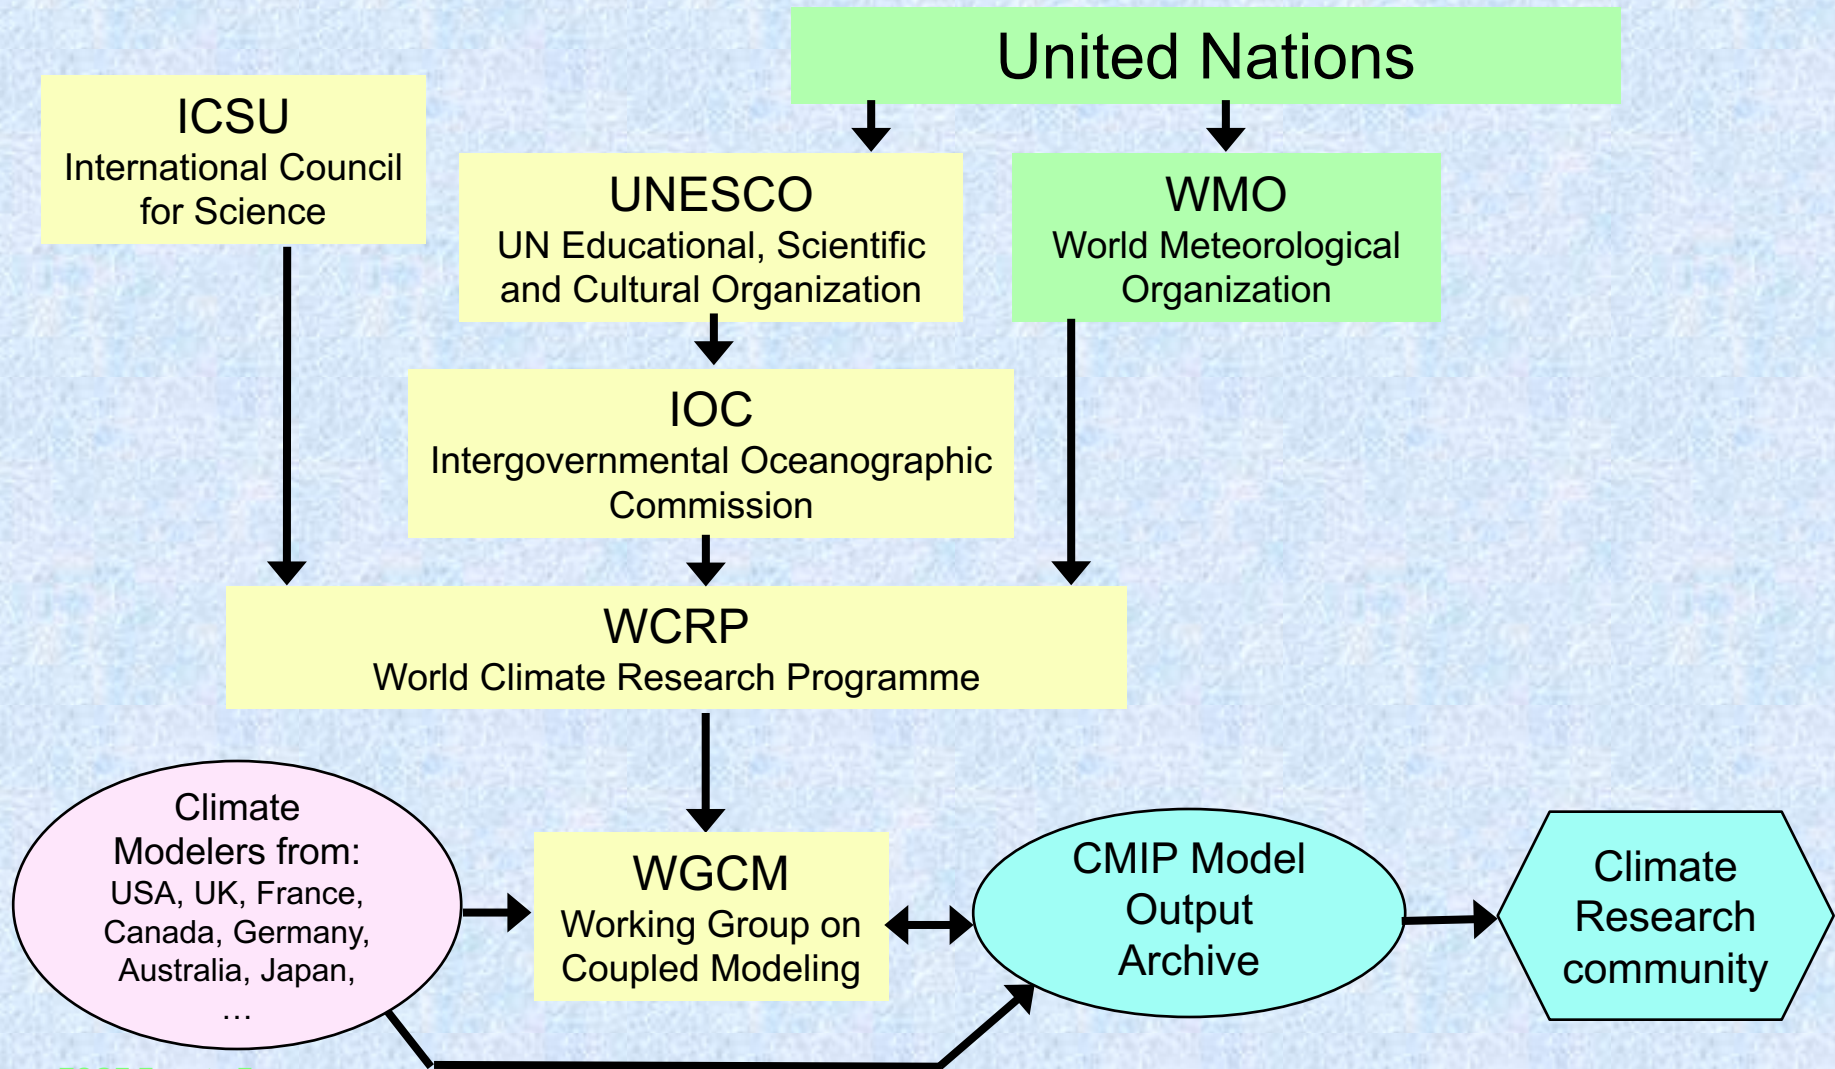 United Nations
ICSU
International Council
for Science
UNESCO
UN Educational, Scientific
and Cultural Organization
WMO
World Meteorological
Organization
IOC
Intergovernmental Oceanographic
Commission
WCRP
World Climate Research Programme
Climate
Modelers from:
USA, UK, France,
Canada, Germany,
Australia, Japan,
…
WGCM
Working Group on
Coupled Modeling
CMIP Model
Output
Archive
Climate
Research
community